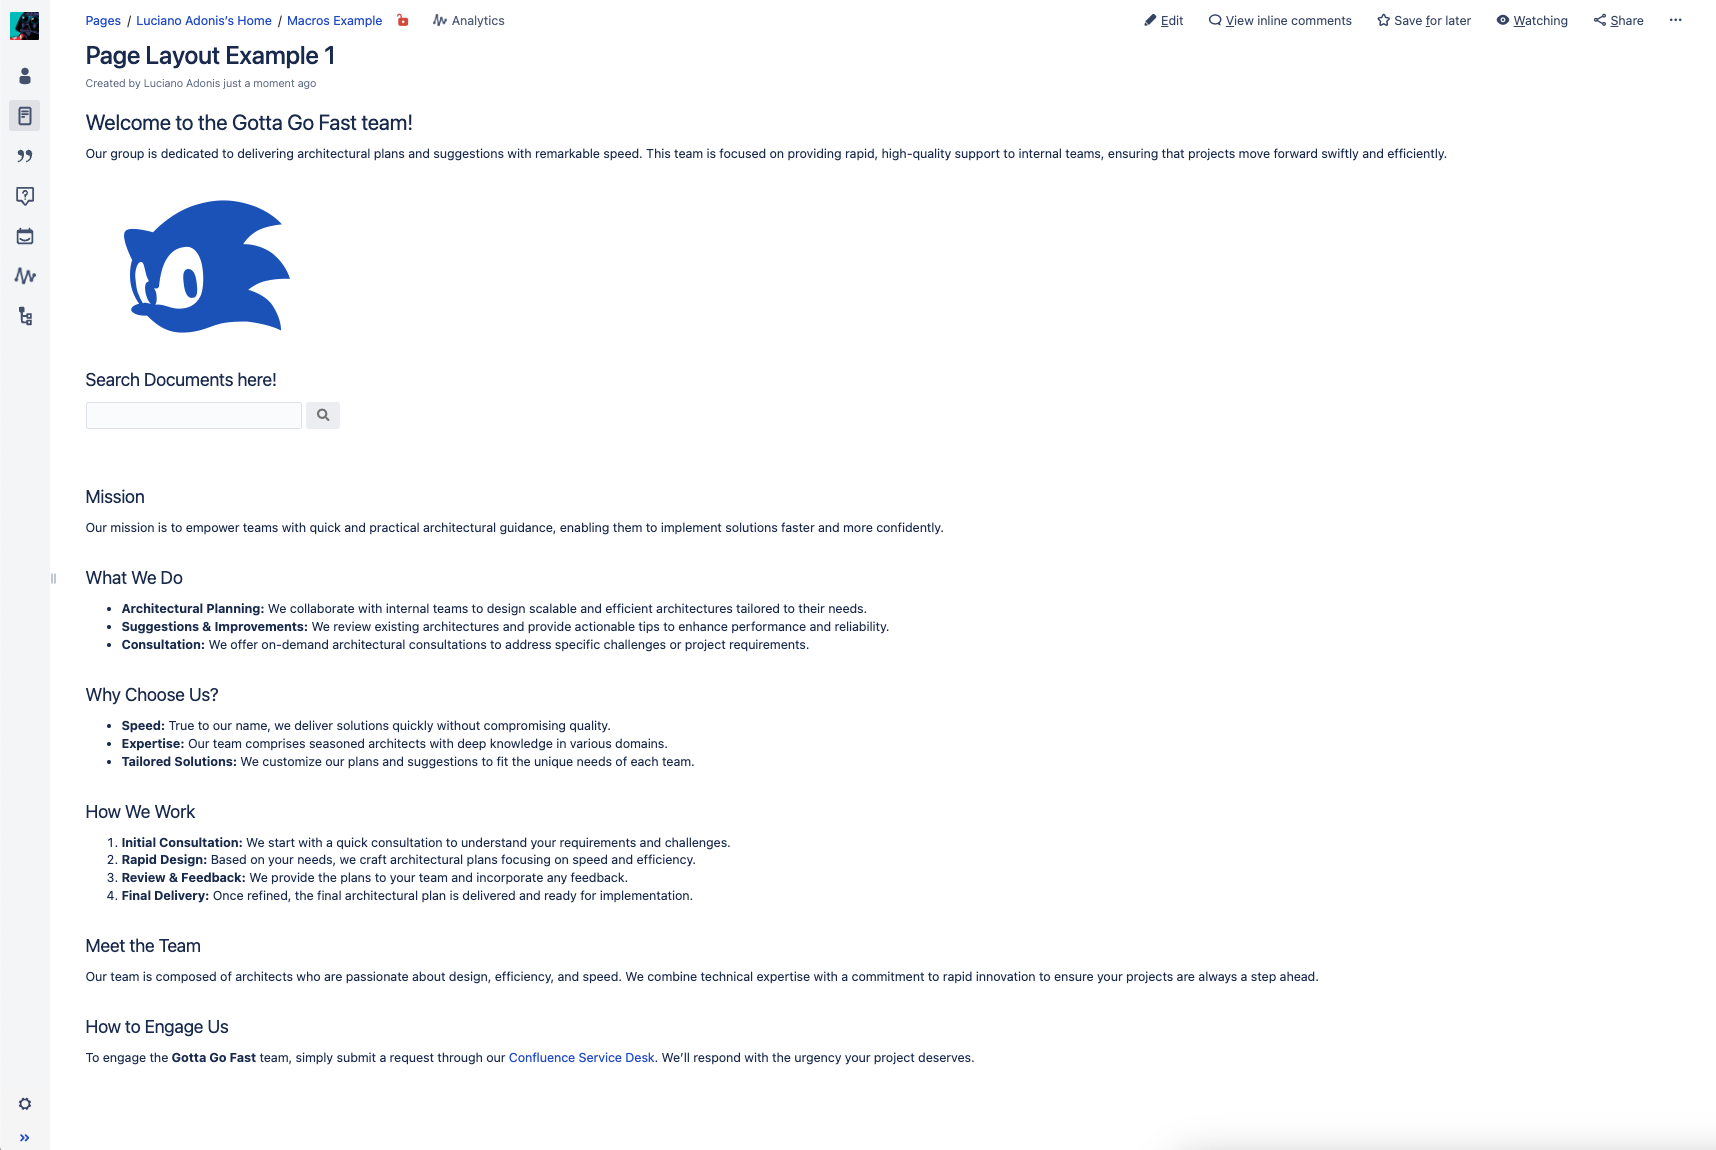 Pages / Luciano Adonis's Home / Macros Example Analytics Edit View inline comments Save for later Watching Share
Page Layout Example 1
Created by Luciano Adonis just a moment ago
Welcome to the Gotta Go Fast team!
Our group is dedicated to delivering architectural plans and suggestions with remarkable speed. This team is focused on providing rapid, high-quality support to internal teams, ensuring that projects move forward swiftly and efficiently.
Search Documents here!
Mission
Our mission is to empower teams with quick and practical architectural guidance, enabling them to implement solutions faster and more confidently.
What We Do
• Architectural Planning: We collaborate with internal teams to design scalable and efficient architectures tailored to their needs.
• Suggestions & Improvements: We review existing architectures and provide actionable tips to enhance performance and reliability.
• Consultation: We offer on-demand architectural consultations to address specific challenges or project requirements.
Why Choose Us?
• Speed: True to our name, we deliver solutions quickly without compromising quality.
• Expertise: Our team comprises seasoned architects with deep knowledge in various domains.
• Tailored Solutions: We customize our plans and suggestions to fit the unique needs of each team.
How We Work
1. Initial Consultation: We start with a quick consultation to understand your requirements and challenges.
2. Rapid Design: Based on your needs, we craft architectural plans focusing on speed and efficiency.
3. Review & Feedback: We provide the plans to your team and incorporate any feedback.
4. Final Delivery: Once refined, the final architectural plan is delivered and ready for implementation.
Meet the Team
Our team is composed of architects who are passionate about design, efficiency, and speed. We combine technical expertise with a commitment to rapid innovation to ensure your projects are always a step ahead.
How to Engage Us
To engage the Gotta Go Fast team, simply submit a request through our Confluence Service Desk. We'll respond with the urgency your project deserves.